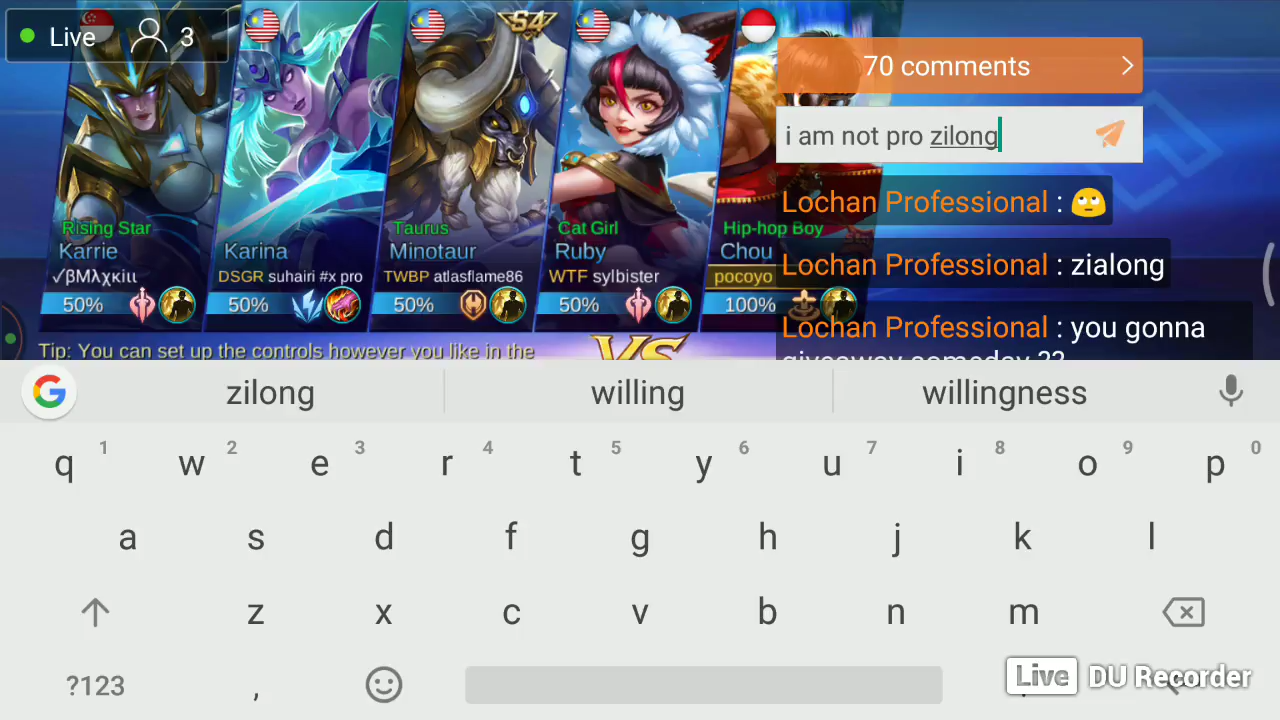 Live 3
S4
70 comments
i am not pro zilong
Lochan Professional : 🙄
Lochan Professional : zialong
Lochan Professional : you gonna
giveaway someday ??
Rising Star
Karrie
Karina
DSGR suhairi #x pro
Taurus
Minotaur
TWBP atlasflame86
Cat Girl
Ruby
WTF sylbister
Hip-hop Boy
Chou
pocoyo
50%
50%
50%
50%
100%
Tip: You can set up the controls however you like in the
VS
G
zilong willing willingness
q 1 w 2 e 3 r 4 t 5 y 6 u 7 i 8 o 9 p 0
a s d f g h j k l
z x c v b n m
?123 , .
Live DU Recorder